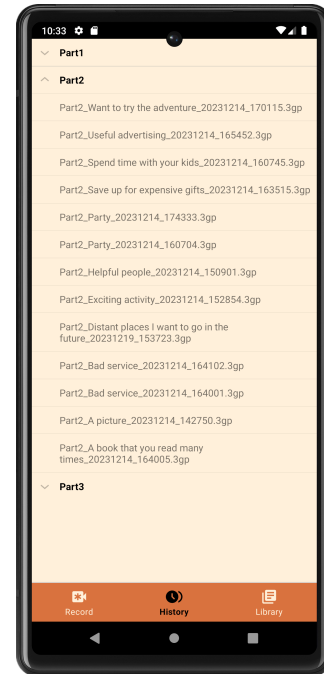 10:33
Part1
Part2
Part2_Want to try the adventure_20231214_170115.3gp
Part2_Useful advertising_20231214_165452.3gp
Part2_Spend time with your kids_20231214_160745.3gp
Part2_Save up for expensive gifts_20231214_163515.3gp
Part2_Party_20231214_174333.3gp
Part2_Party_20231214_160704.3gp
Part2_Helpful people_20231214_150901.3gp
Part2_Exciting activity_20231214_152854.3gp
Part2_Distant places I want to go in the
future_20231219_153723.3gp
Part2_Bad service_20231214_164102.3gp
Part2_Bad service_20231214_164001.3gp
Part2_A picture_20231214_142750.3gp
Part2_A book that you read many
times_20231214_164005.3gp
Part3
Record History Library